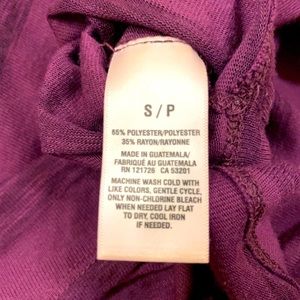 S / P
65% POLYESTER/POLYESTER
35% RAYON/RAYONNE
MADE IN GUATEMALA/
FABRIQUÉ AU GUATEMALA
RN 121726 CA 53201
MACHINE WASH COLD WITH
LIKE COLORS, GENTLE CYCLE,
ONLY NON-CHLORINE BLEACH
WHEN NEEDED LAY FLAT
TO DRY, COOL IRON
IF NEEDED.